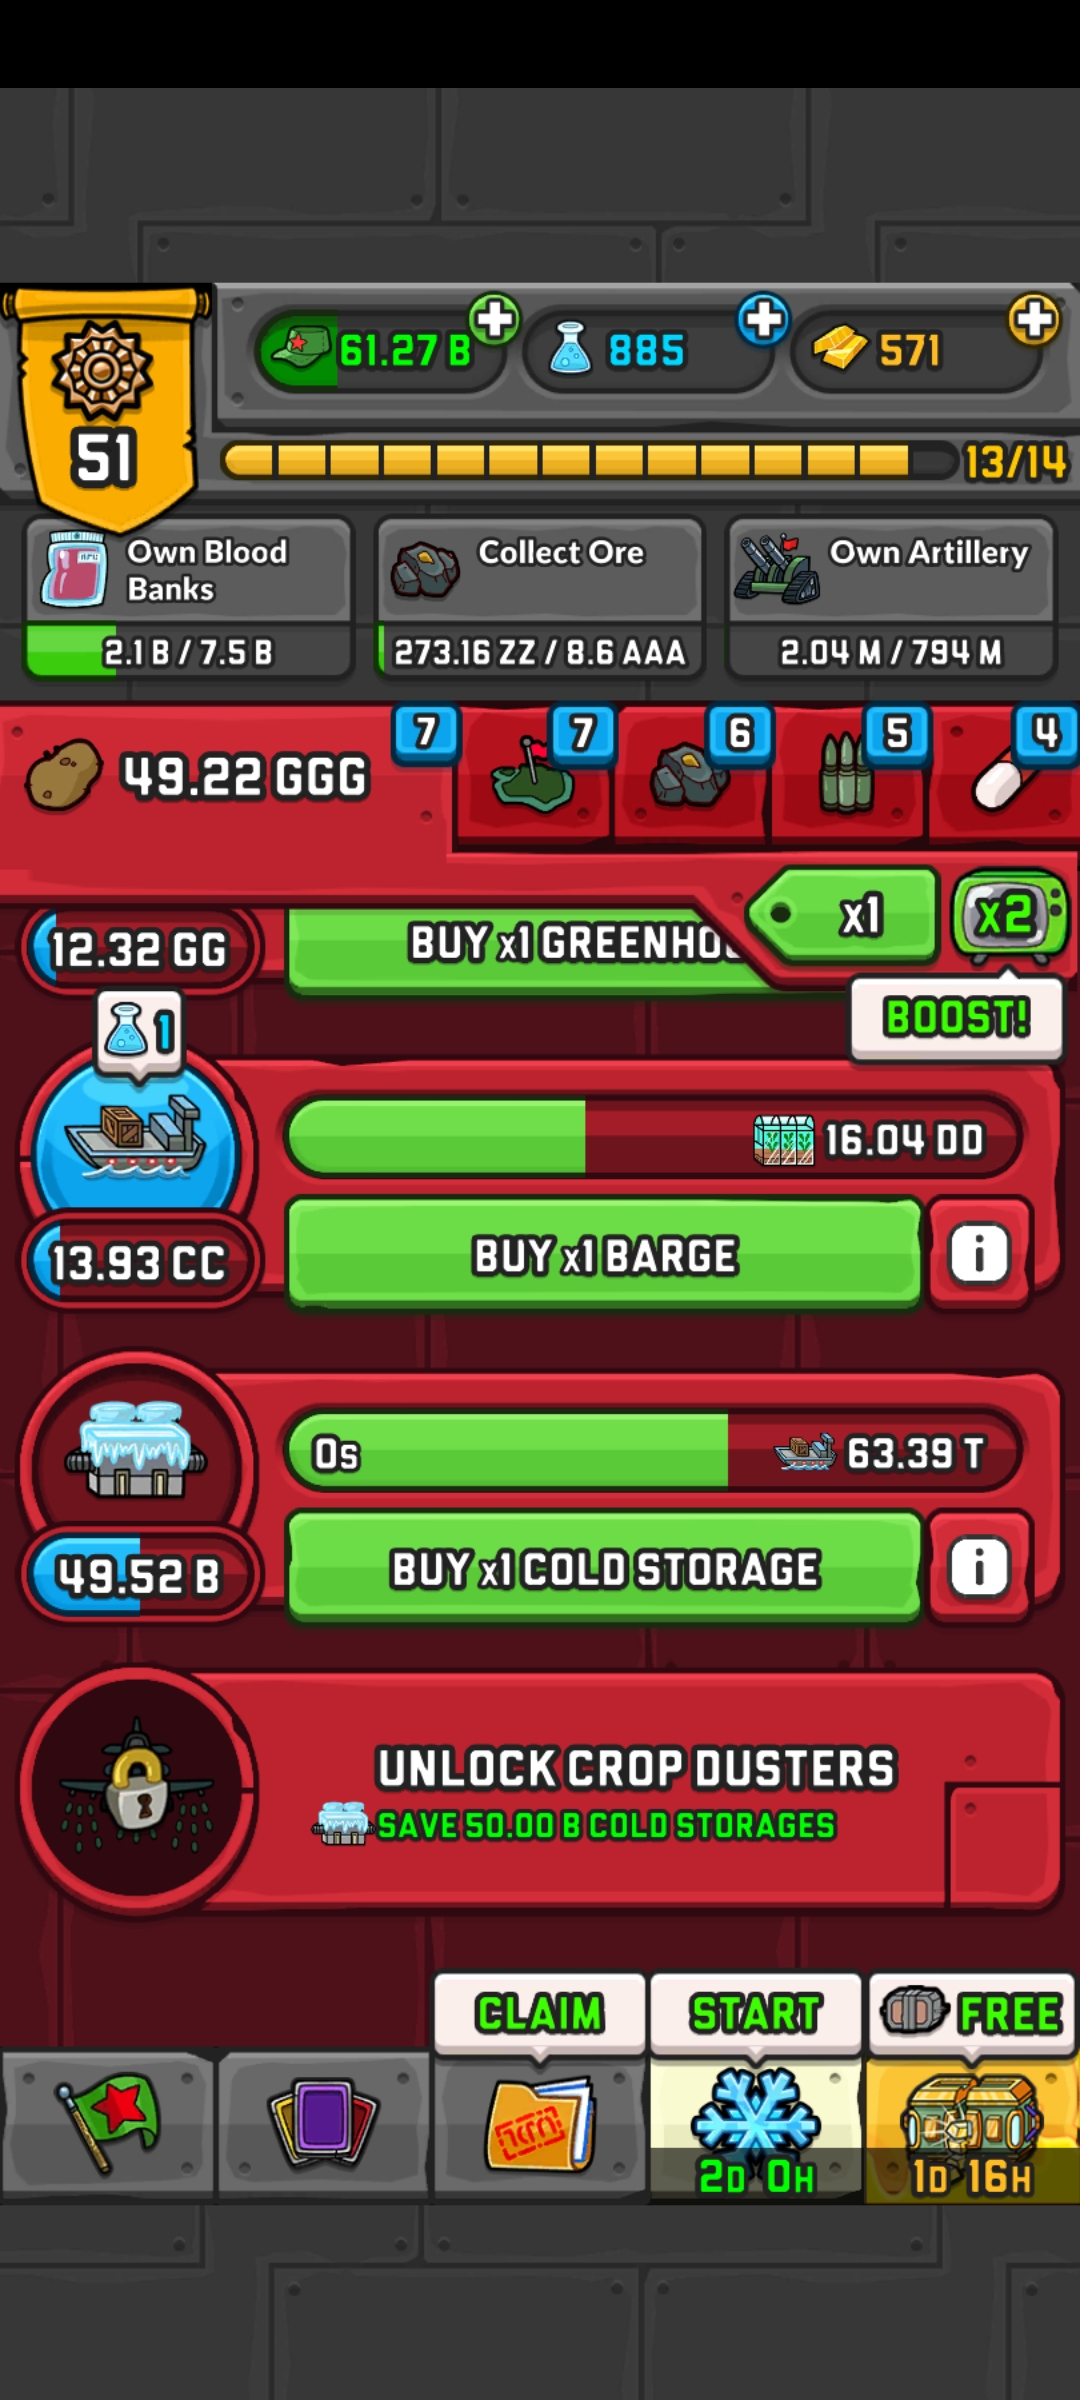 61.27 B
885
571
51
13/14
Own Blood
Banks
Collect Ore
Own Artillery
2.1 B / 7.5 B
273.16 ZZ / 8.6 AAA
2.04 M / 794 M
49.22 GGG
7
7
6
5
4
x1
x2
12.32 GG
BUY x1 GREENHOU
BOOST!
1
16.04 DD
13.93 CC
BUY x1 BARGE
i
0s
63.39 T
49.52 B
BUY x1 COLD STORAGE
i
UNLOCK CROP DUSTERS
SAVE 50.00 B COLD STORAGES
CLAIM
START
FREE
2D 0H
1D 16H